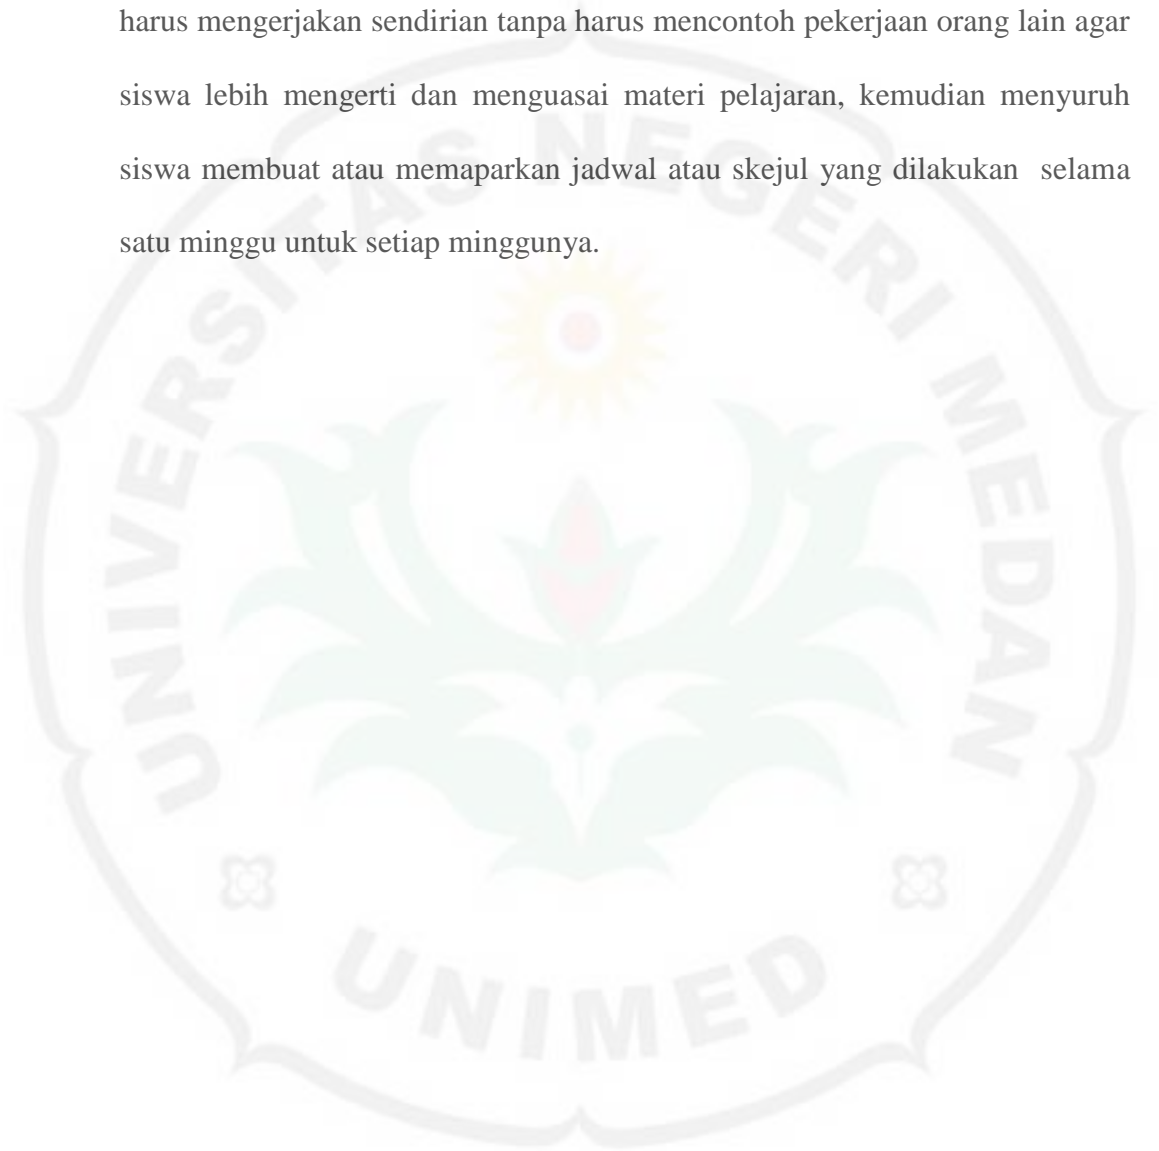 harus mengerjakan sendirian tanpa harus mencontoh pekerjaan orang lain agar
siswa lebih mengerti dan menguasai materi pelajaran, kemudian menyuruh
siswa membuat atau memaparkan jadwal atau skejul yang dilakukan selama
satu minggu untuk setiap minggunya.
UNIVERSITAS NEGERI MEDAN
UNIMED